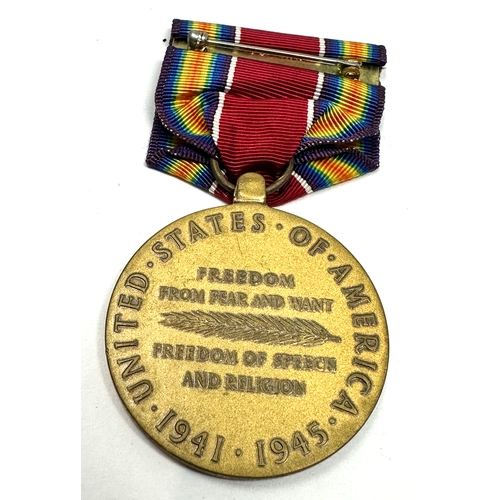 · UNITED · STATES · OF · AMERICA ·
FREEDOM
FROM FEAR AND WANT
FREEDOM OF SPEECH
AND RELIGION
1941 · 1945